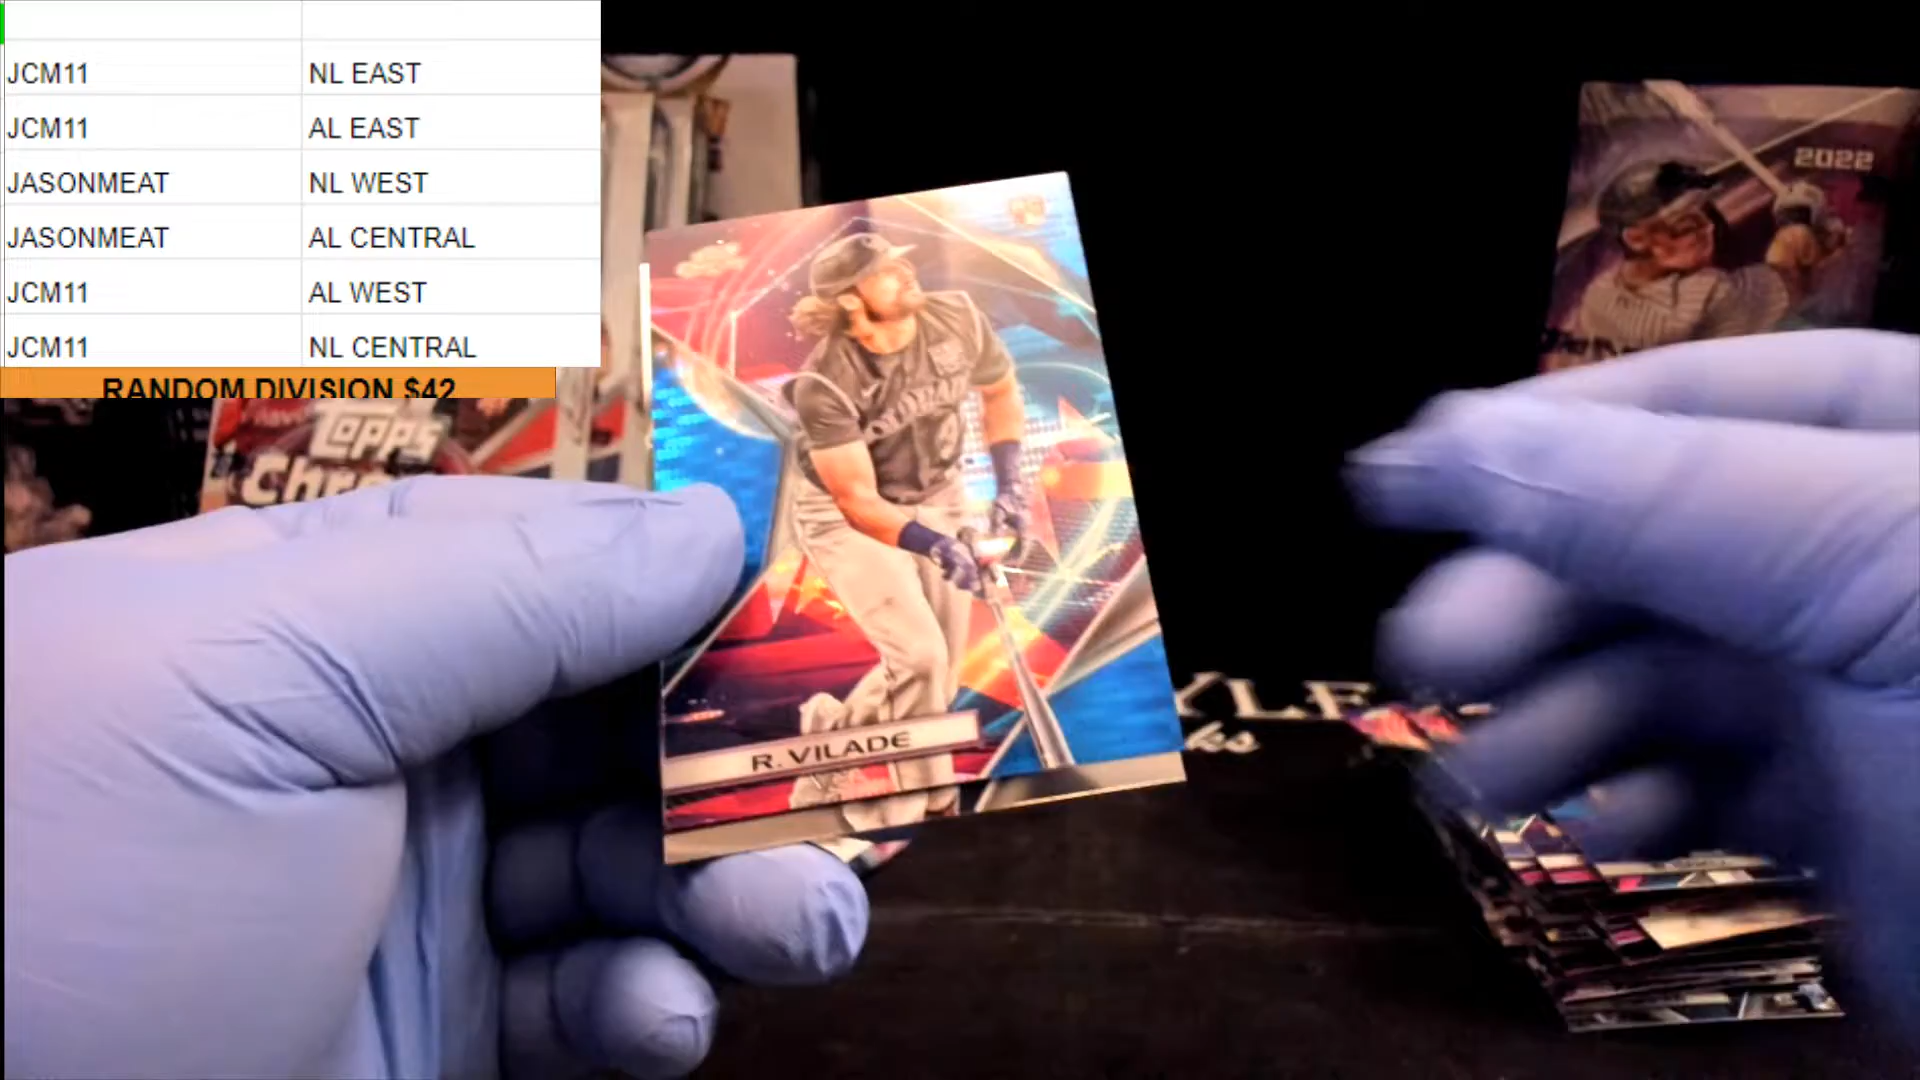 JCM11 NL EAST
JCM11 AL EAST
JASONMEAT NL WEST
JASONMEAT AL CENTRAL
JCM11 AL WEST
JCM11 NL CENTRAL
RANDOM DIVISION $42
2022
Topps
R. VILADE